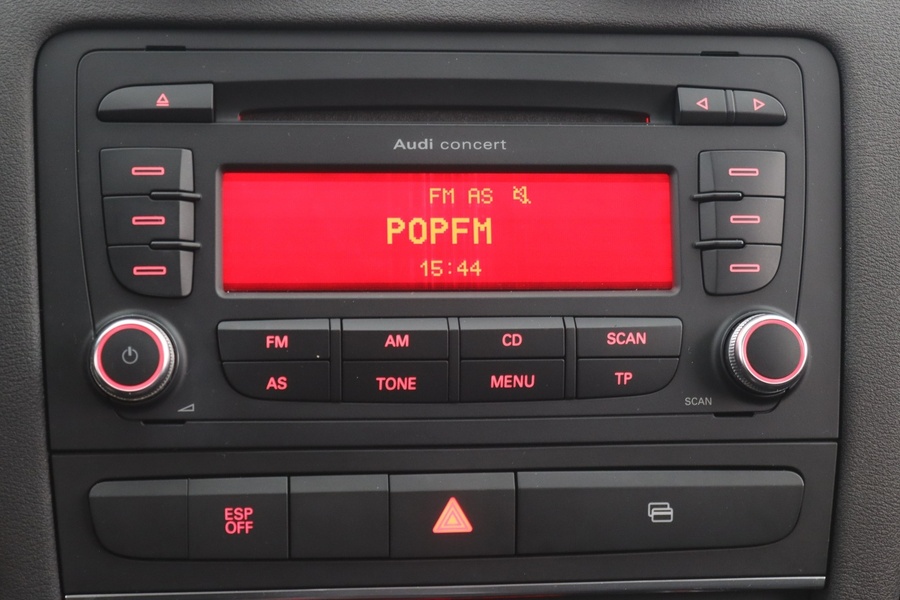 Audi concert
FM AS
POPFM
15:44
FM AM CD SCAN
AS TONE MENU TP
SCAN
ESP
OFF